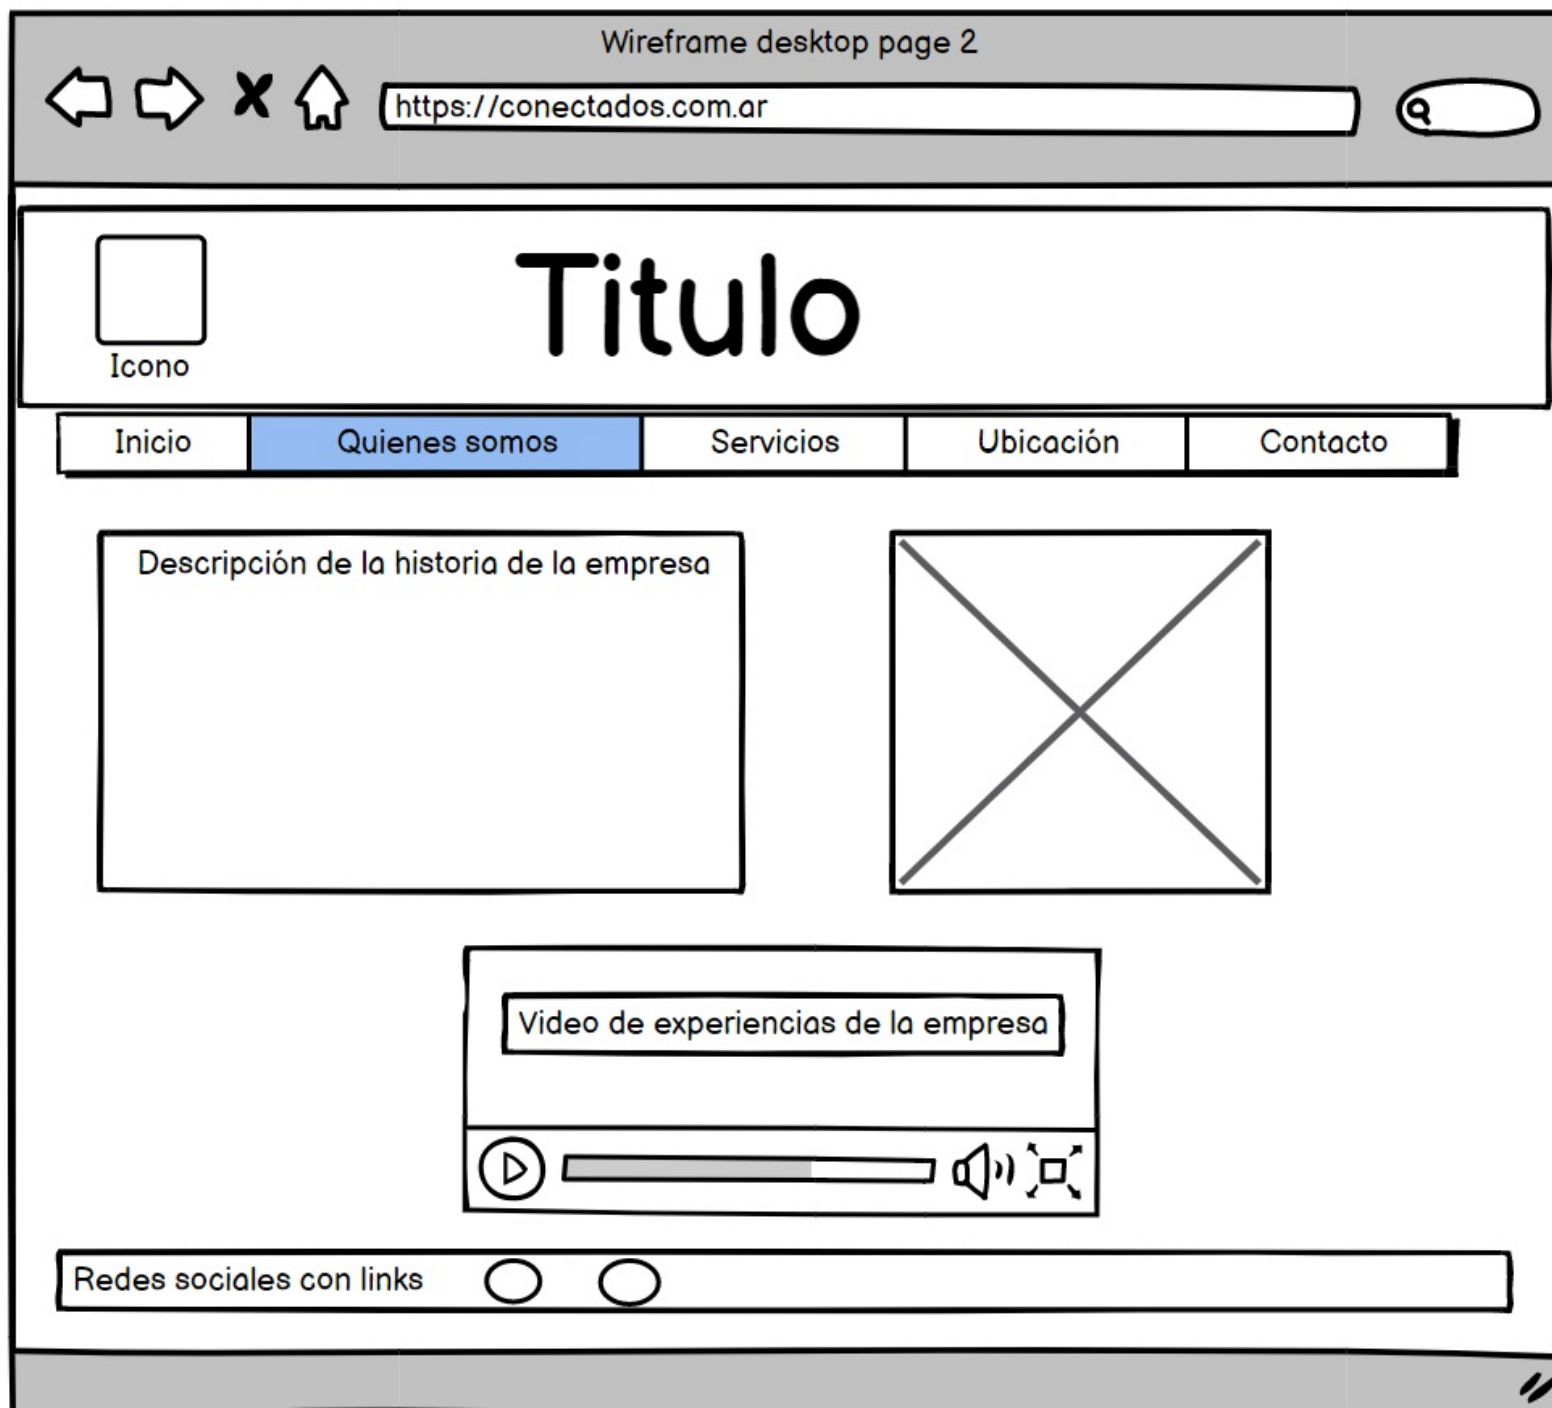 Wireframe desktop page 2
https://conectados.com.ar
Titulo
Icono
Inicio Quienes somos Servicios Ubicación Contacto
Descripción de la historia de la empresa
Video de experiencias de la empresa
Redes sociales con links